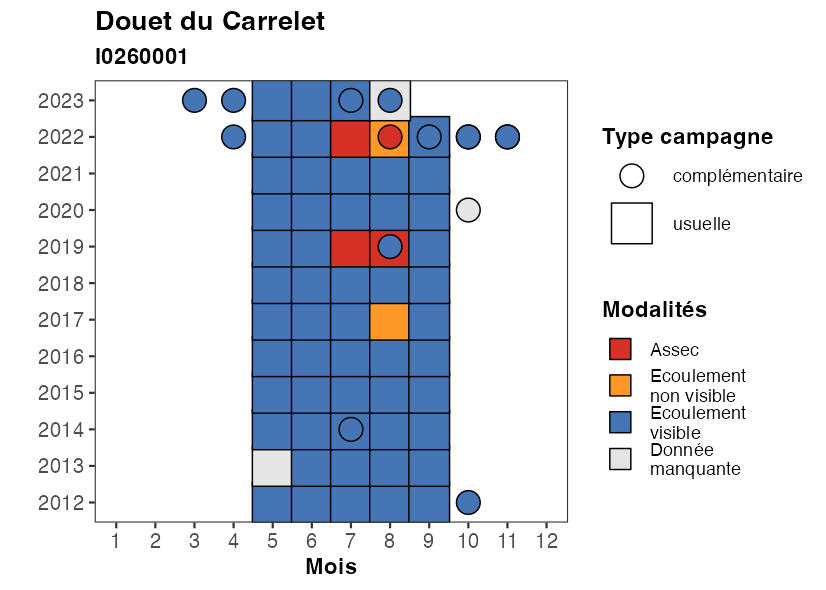 Douet du Carrelet
I0260001
2023
2022
2021
2020
2019
2018
2017
2016
2015
2014
2013
2012
1 2 3 4 5 6 7 8 9 10 11 12
Mois
Type campagne
complémentaire
usuelle
Modalités
Assec
Ecoulement
non visible
Ecoulement
visible
Donnée
manquante